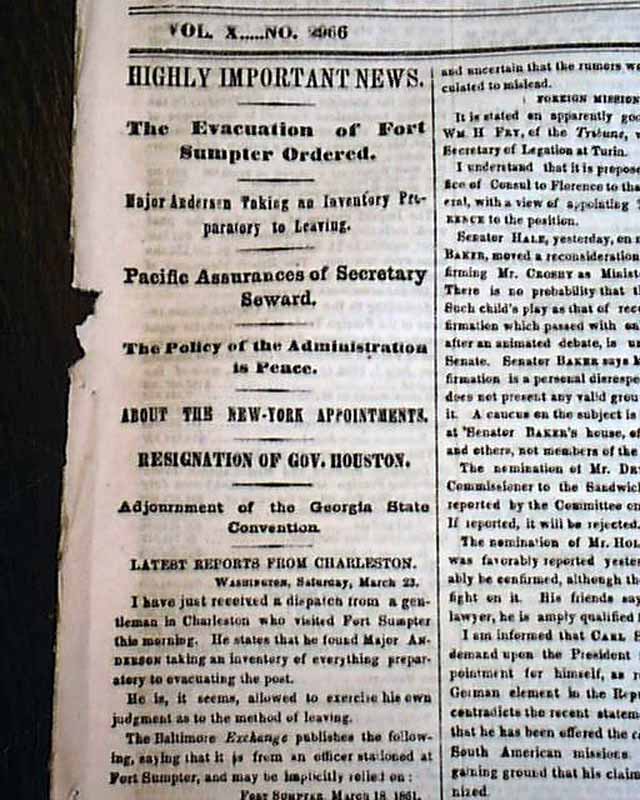 VOL. X.....NO. 2966
HIGHLY IMPORTANT NEWS.
The Evacuation of Fort
Sumpter Ordered.
Major Anderson Taking an Inventory Pre-
paratory to Leaving.
Pacific Assurances of Secretary
Seward.
The Policy of the Administration
is Peace.
ABOUT THE NEW-YORK APPOINTMENTS.
RESIGNATION OF GOV. HOUSTON.
Adjournment of the Georgia State
Convention.
LATEST REPORTS FROM CHARLESTON.
WASHINGTON, Saturday, March 23.
I have just received a dispatch from a gen-
tleman in Charleston who visited Fort Sumpter
this morning. He states that he found Major AN-
DERSON taking an inventory of everything prepar-
atory to evacuating the post.
He is, it seems, allowed to exercise his own
judgment as to the method of leaving.
The Baltimore Exchange publishes the follow-
ing, saying that it is from an officer stationed at
Fort Sumpter, and may be implicitly relied on:
FORT SUMPTER, March 18, 1861.
and uncertain that the rumors
culated to mislead.
FOREIGN MISSION
It is stated on apparently
WM H FRY, of the Tribune,
Secretary of Legation at Turin.
I understand that it is
fice of Consul to Florence to
eral, with a view of appointing
RENCE to the position.
Senator HALE, yesterday, on
BAKER, moved a reconsideration
firming Mr. CROSBY as
There is no probability that
Such child's play as that of
firmation which passed with
after an animated debate, is
Senate. Senator BAKER says
firmation is a personal
does not present any valid
it. A caucus on the subject is
at Senator BAKER'S house,
and others, not members of the
The nomination of Mr.
Commissioner to the
reported by the Committee on
If reported, it will be rejected.
The nomination of Mr.
was favorably reported
ably be confirmed, although
fight on it. His friends say
lawyer, he is amply qualified
I am informed that CARL S
demand upon the President
pointment for himself, as
German element in the
contradicts the recent
that he has been offered the
South American missions.
gaining ground that his
nized.